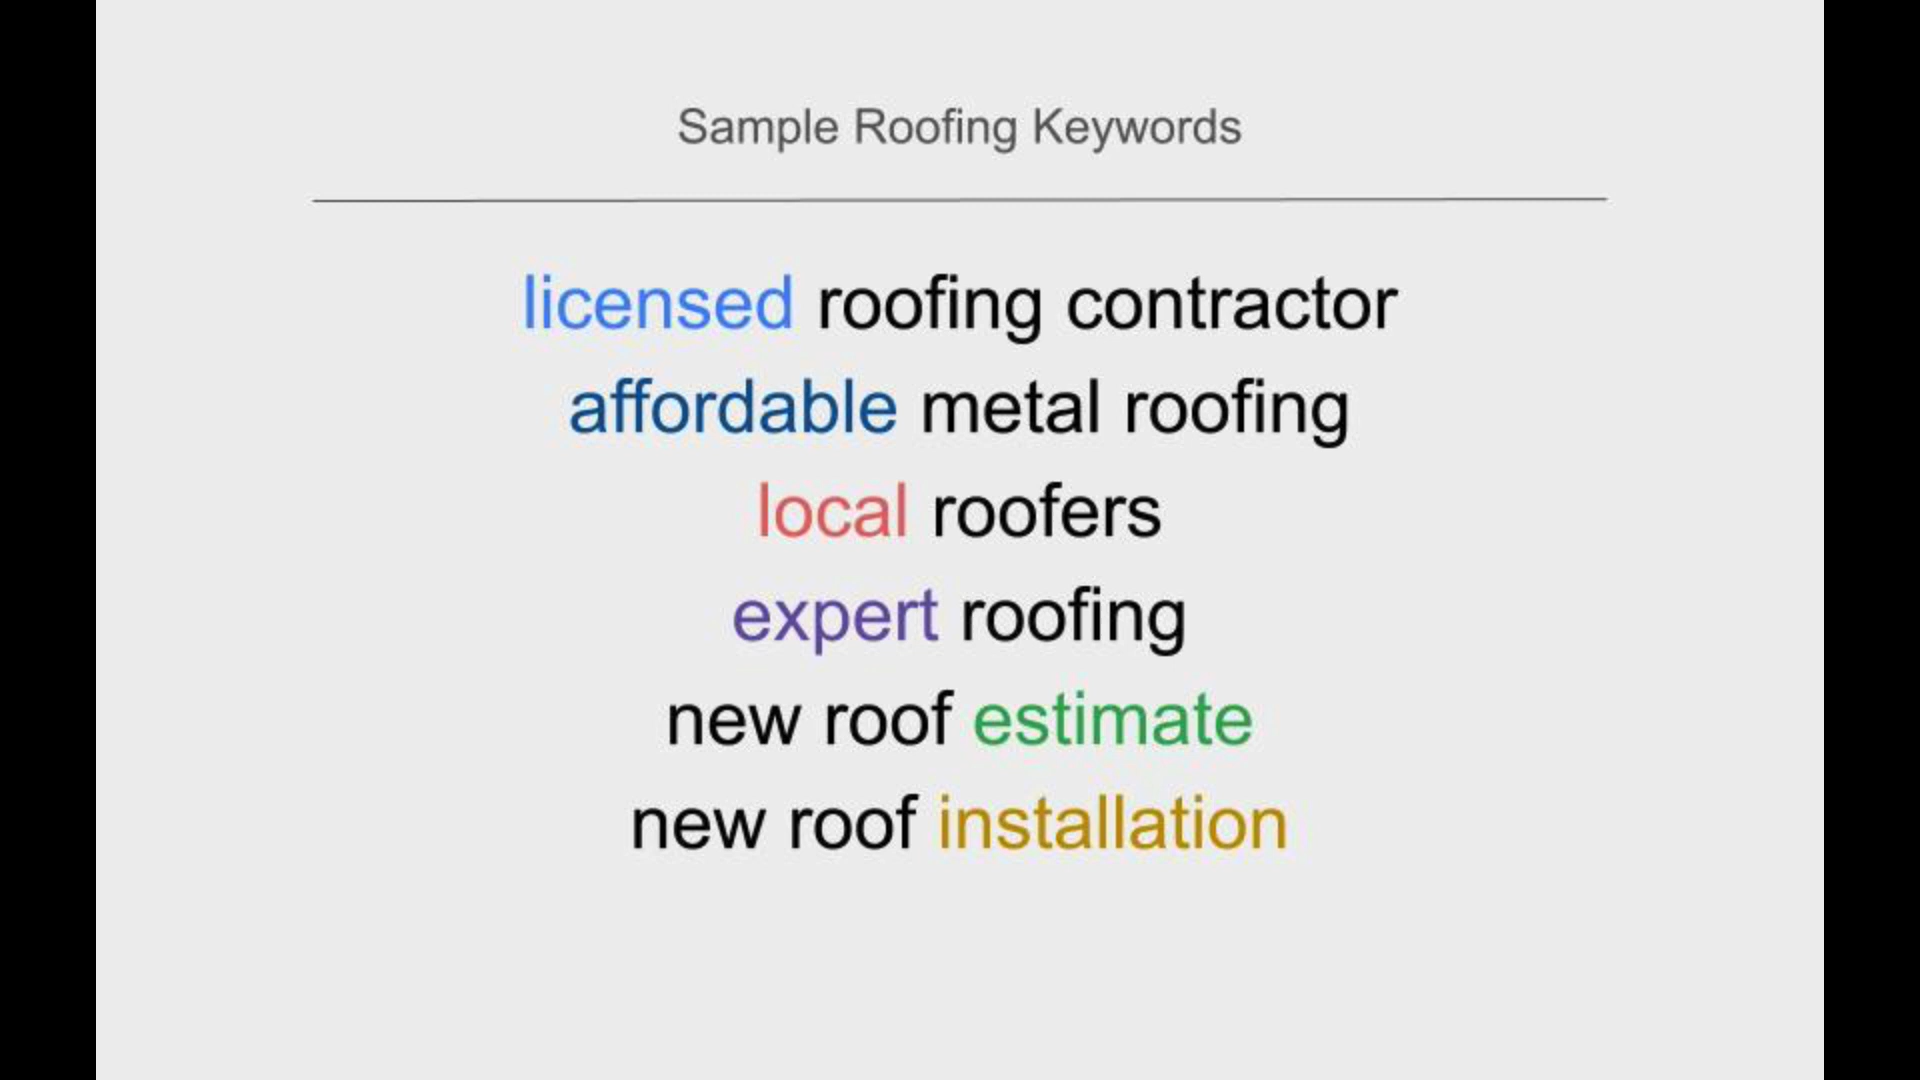 Sample Roofing Keywords
licensed roofing contractor
affordable metal roofing
local roofers
expert roofing
new roof estimate
new roof installation